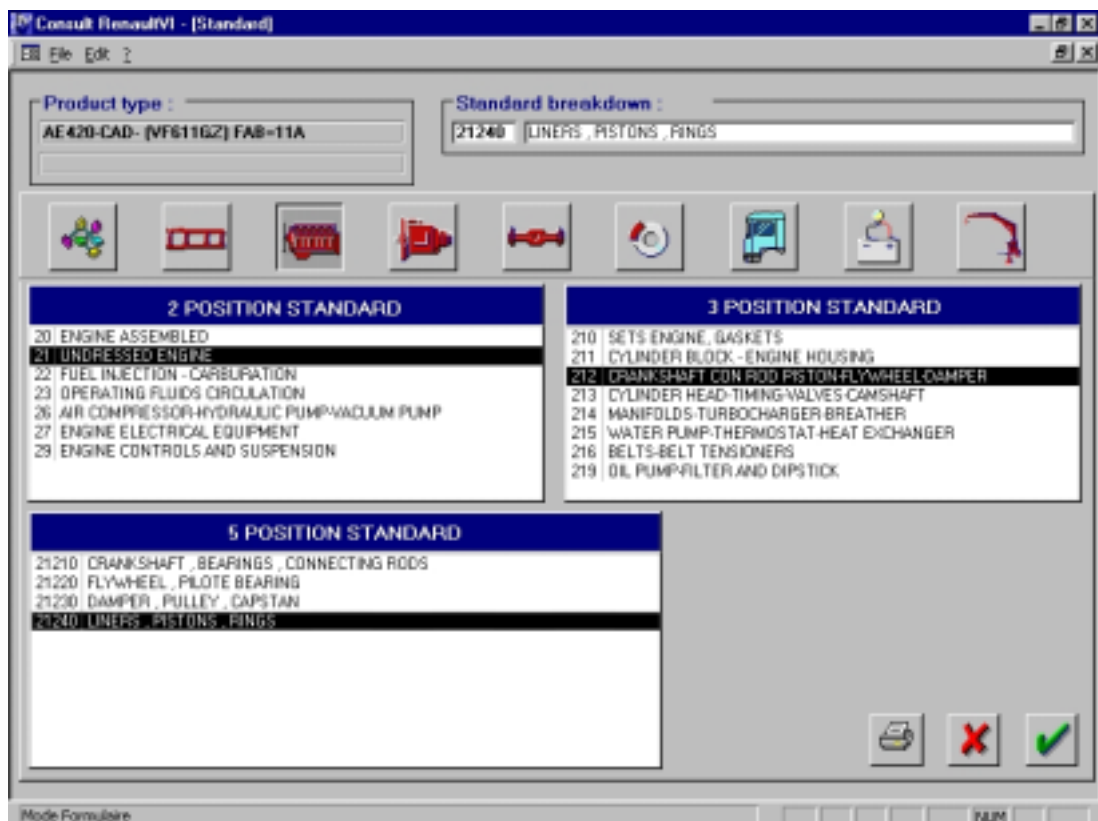 Consult RenaultVI - [Standard]
File Edit ?
Product type :
AE420-CAD- (VF611GZ) FAB=11A
Standard breakdown :
21240 LINERS , PISTONS , RINGS
2 POSITION STANDARD
20 ENGINE ASSEMBLED
21 UNDRESSED ENGINE
22 FUEL INJECTION - CARBURATION
23 OPERATING FLUIDS CIRCULATION
26 AIR COMPRESSOR-HYDRAULIC PUMP-VACUUM PUMP
27 ENGINE ELECTRICAL EQUIPMENT
29 ENGINE CONTROLS AND SUSPENSION
3 POSITION STANDARD
210 SETS ENGINE, GASKETS
211 CYLINDER BLOCK - ENGINE HOUSING
212 CRANKSHAFT CON ROD PISTON-FLYWHEEL-DAMPER
213 CYLINDER HEAD-TIMING-VALVES-CAMSHAFT
214 MANIFOLDS-TURBOCHARGER-BREATHER
215 WATER PUMP-THERMOSTAT-HEAT EXCHANGER
216 BELTS-BELT TENSIONERS
219 OIL PUMP-FILTER AND DIPSTICK
5 POSITION STANDARD
21210 CRANKSHAFT , BEARINGS , CONNECTING RODS
21220 FLYWHEEL , PILOTE BEARING
21230 DAMPER , PULLEY , CAPSTAN
21240 LINERS , PISTONS , RINGS
Mode Formulaire
NUM